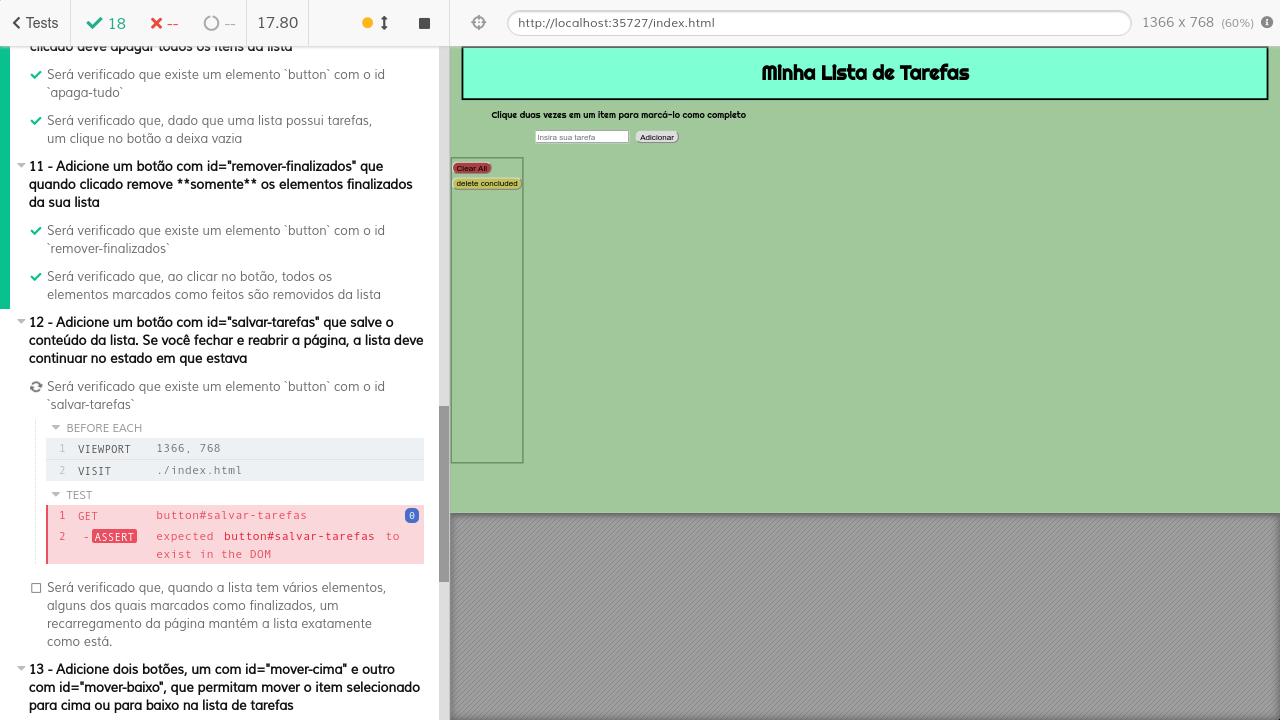 Tests
18
--
--
17.80
http://localhost:35727/index.html
1366 x 768 (60%)
clicado deve apagar todos os itens da lista
Será verificado que existe um elemento `button` com o id
`apaga-tudo`
Será verificado que, dado que uma lista possui tarefas,
um clique no botão a deixa vazia
11 - Adicione um botão com id="remover-finalizados" que
quando clicado remove **somente** os elementos finalizados
da sua lista
Será verificado que existe um elemento `button` com o id
`remover-finalizados`
Será verificado que, ao clicar no botão, todos os
elementos marcados como feitos são removidos da lista
12 - Adicione um botão com id="salvar-tarefas" que salve o
conteúdo da lista. Se você fechar e reabrir a página, a lista deve
continuar no estado em que estava
Será verificado que existe um elemento `button` com o id
`salvar-tarefas`
BEFORE EACH
1 VIEWPORT 1366, 768
2 VISIT ./index.html
TEST
1 GET button#salvar-tarefas 0
2 -ASSERT expected button#salvar-tarefas to
exist in the DOM
Será verificado que, quando a lista tem vários elementos,
alguns dos quais marcados como finalizados, um
recarregamento da página mantém a lista exatamente
como está.
13 - Adicione dois botões, um com id="mover-cima" e outro
com id="mover-baixo", que permitam mover o item selecionado
para cima ou para baixo na lista de tarefas
Minha Lista de Tarefas
Clique duas vezes em um item para marcá-lo como completo
Insira sua tarefa Adicionar
Clear All
delete concluded